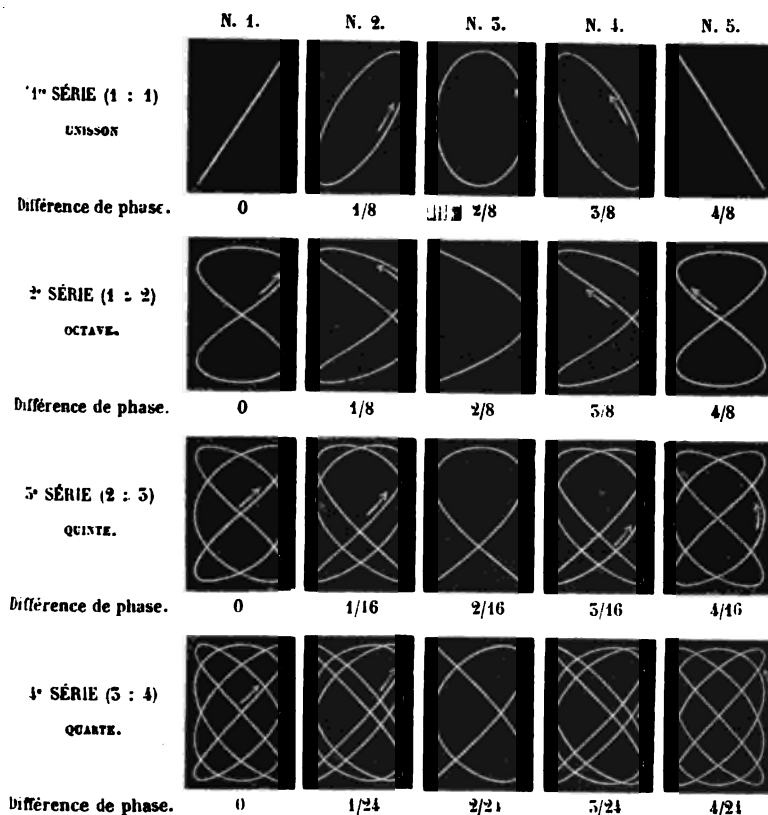 N. 1. N. 2. N. 3. N. 4. N. 5.
1re SÉRIE (1 : 1)
UNISSON
Différence de phase. 0 1/8 2/8 3/8 4/8
2e SÉRIE (1 : 2)
OCTAVE.
Différence de phase. 0 1/8 2/8 3/8 4/8
3e SÉRIE (2 : 3)
QUINTE.
Différence de phase. 0 1/16 2/16 3/16 4/16
4e SÉRIE (3 : 4)
QUARTE.
Différence de phase. 0 1/24 2/24 3/24 4/24